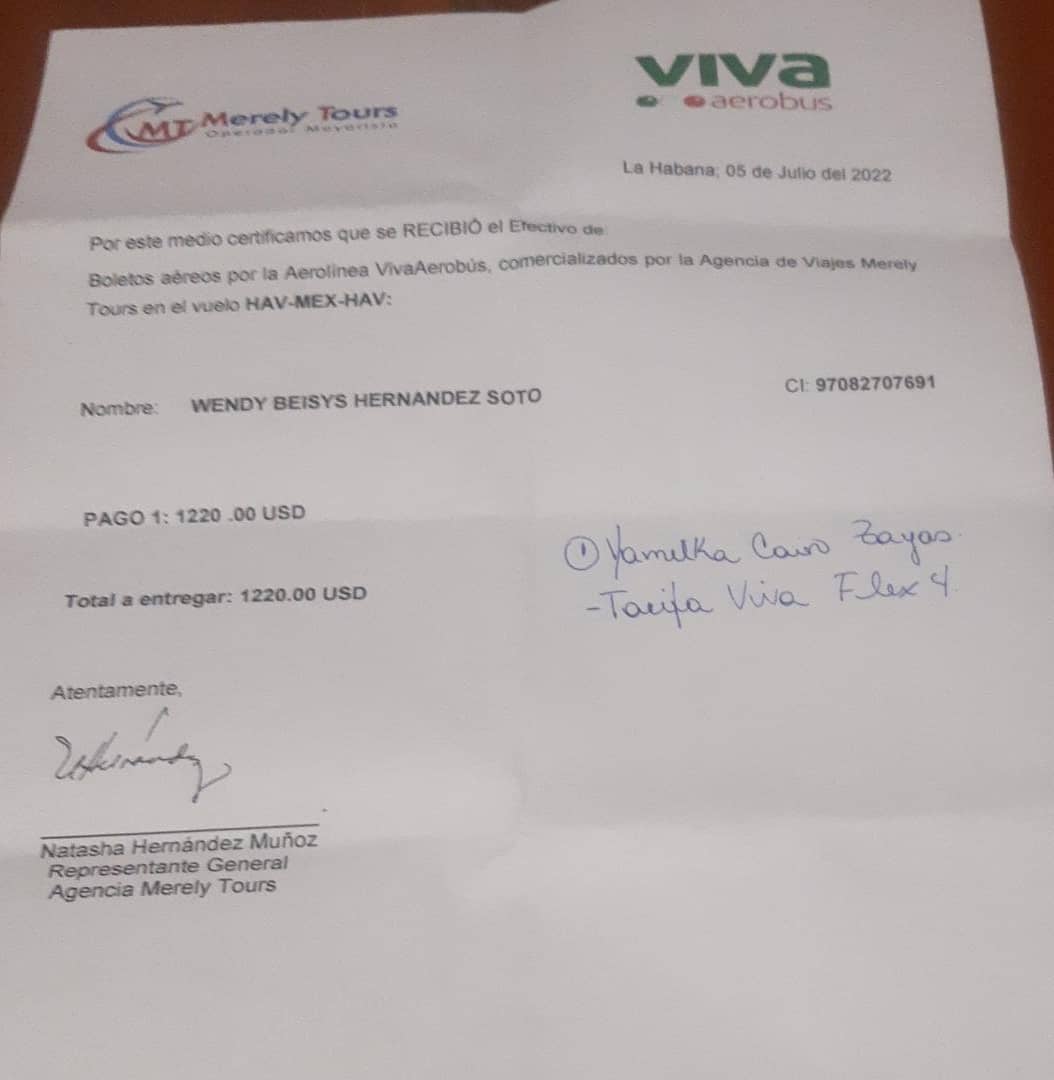 MT Merely Tours
Operador Mayorista
VIVA
aerobus
La Habana; 05 de Julio del 2022
Por este medio certificamos que se RECIBIÓ el Efectivo de
Boletos aéreos por la Aerolínea VivaAerobús, comercializados por la Agencia de Viajes Merely
Tours en el vuelo HAV-MEX-HAV:
Nombre: WENDY BEISYS HERNANDEZ SOTO
CI: 97082707691
PAGO 1: 1220 .00 USD
① Yamilka Cairo Zayas.
-Tarifa Viva Flex 4.
Total a entregar: 1220.00 USD
Atentamente,
Natasha Hernández Muñoz
Representante General
Agencia Merely Tours